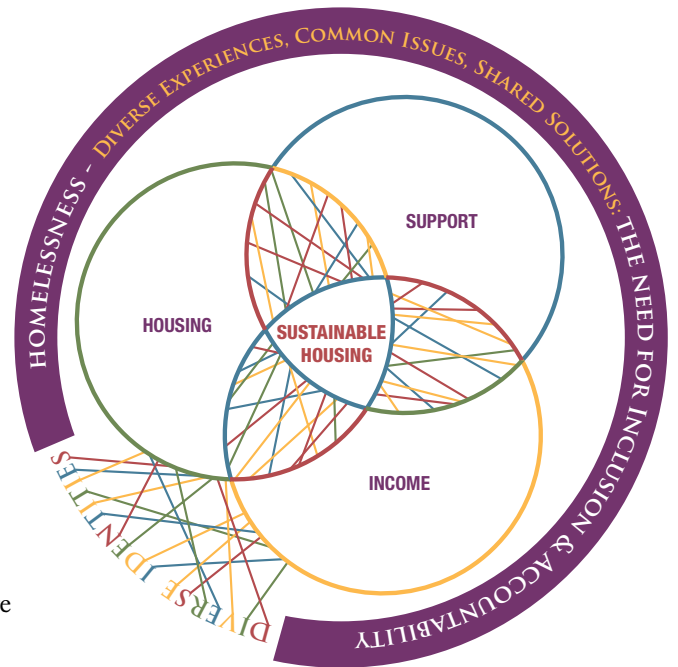 HOMELESSNESS – DIVERSE EXPERIENCES, COMMON ISSUES, SHARED SOLUTIONS: THE NEED FOR INCLUSION & ACCOUNTABILITY
SUPPORT
HOUSING
SUSTAINABLE
HOUSING
INCOME
DIVERSE IDENTITIES
e